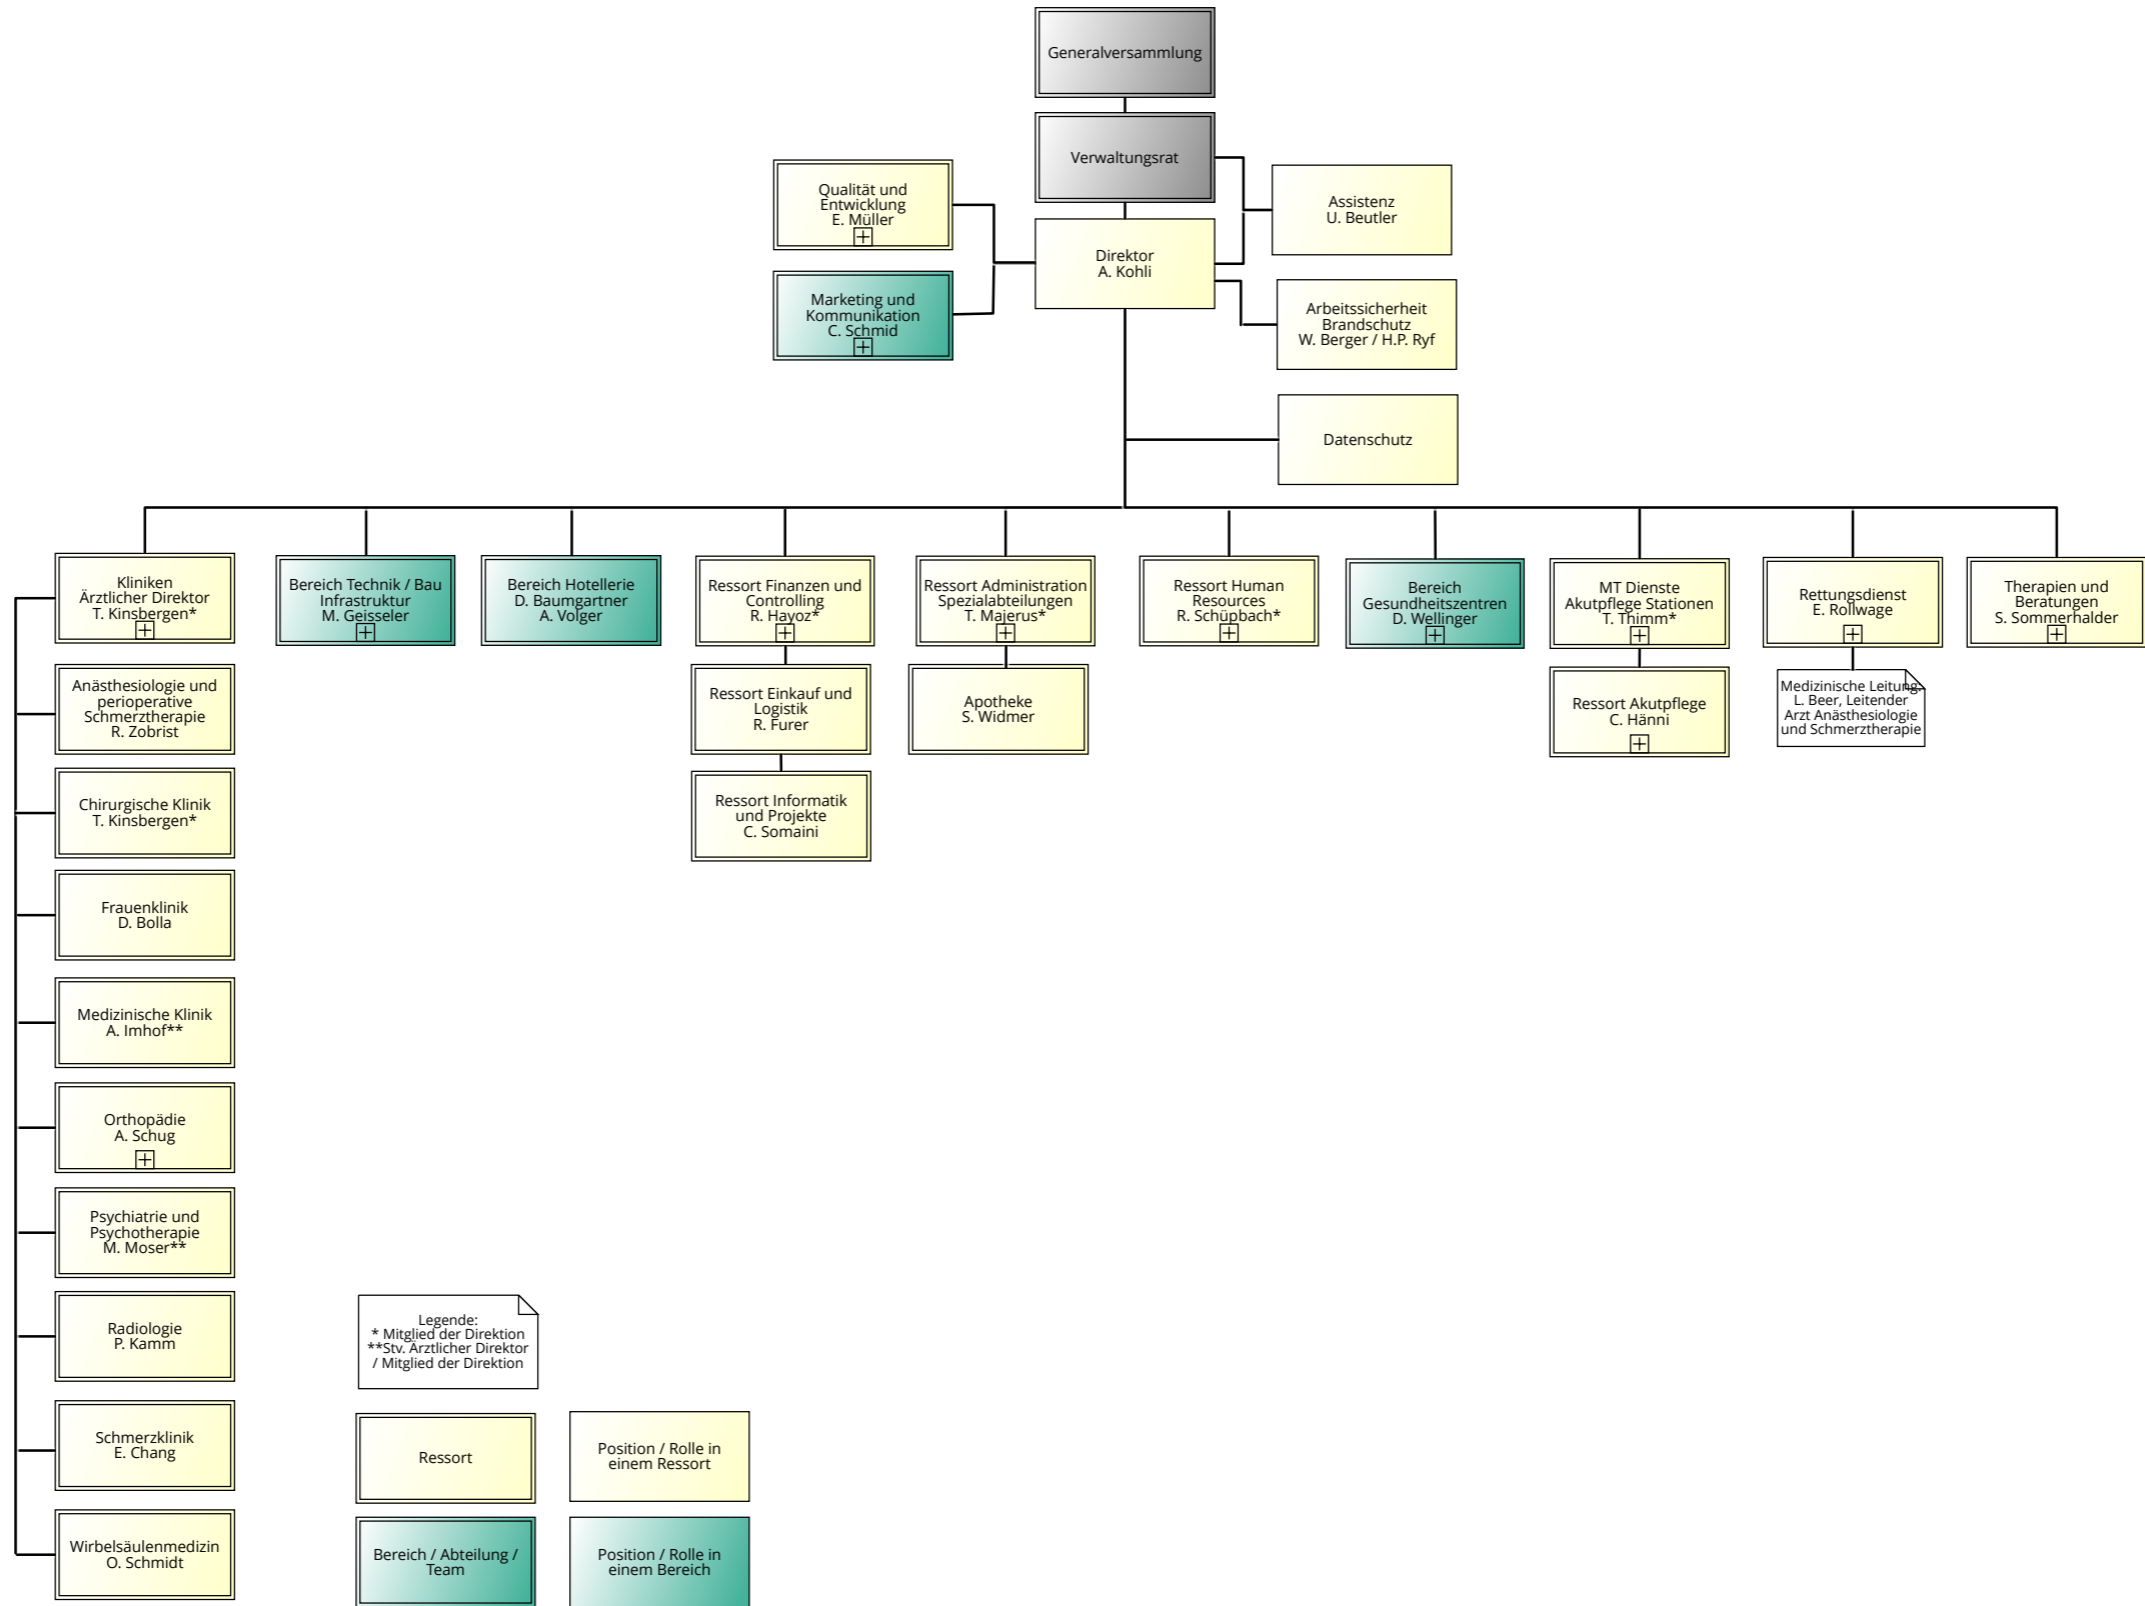 Generalversammlung
Verwaltungsrat
Qualität und
Entwicklung
E. Müller
Assistenz
U. Beutler
Direktor
A. Kohli
Marketing und
Kommunikation
C. Schmid
Arbeitssicherheit
Brandschutz
W. Berger / H.P. Ryf
Datenschutz
Kliniken
Ärztlicher Direktor
T. Kinsbergen*
Bereich Technik / Bau
Infrastruktur
M. Geisseler
Bereich Hotellerie
D. Baumgartner
A. Volger
Ressort Finanzen und
Controlling
R. Hayoz*
Ressort Administration
Spezialabteilungen
T. Majerus*
Ressort Human
Resources
R. Schüpbach*
Bereich
Gesundheitszentren
D. Wellinger
MT Dienste
Akutpflege Stationen
T. Thimm*
Rettungsdienst
E. Rollwage
Therapien und
Beratungen
S. Sommerhalder
Anästhesiologie und
perioperative
Schmerztherapie
R. Zobrist
Ressort Einkauf und
Logistik
R. Furer
Apotheke
S. Widmer
Ressort Akutpflege
C. Hänni
Medizinische Leitung:
L. Beer, Leitender
Arzt Anästhesiologie
und Schmerztherapie
Chirurgische Klinik
T. Kinsbergen*
Ressort Informatik
und Projekte
C. Somaini
Frauenklinik
D. Bolla
Medizinische Klinik
A. Imhof**
Orthopädie
A. Schug
Psychiatrie und
Psychotherapie
M. Moser**
Radiologie
P. Kamm
Schmerzklinik
E. Chang
Wirbelsäulenmedizin
O. Schmidt
Legende:
* Mitglied der Direktion
**Stv. Ärztlicher Direktor
/ Mitglied der Direktion
Ressort
Position / Rolle in
einem Ressort
Bereich / Abteilung /
Team
Position / Rolle in
einem Bereich